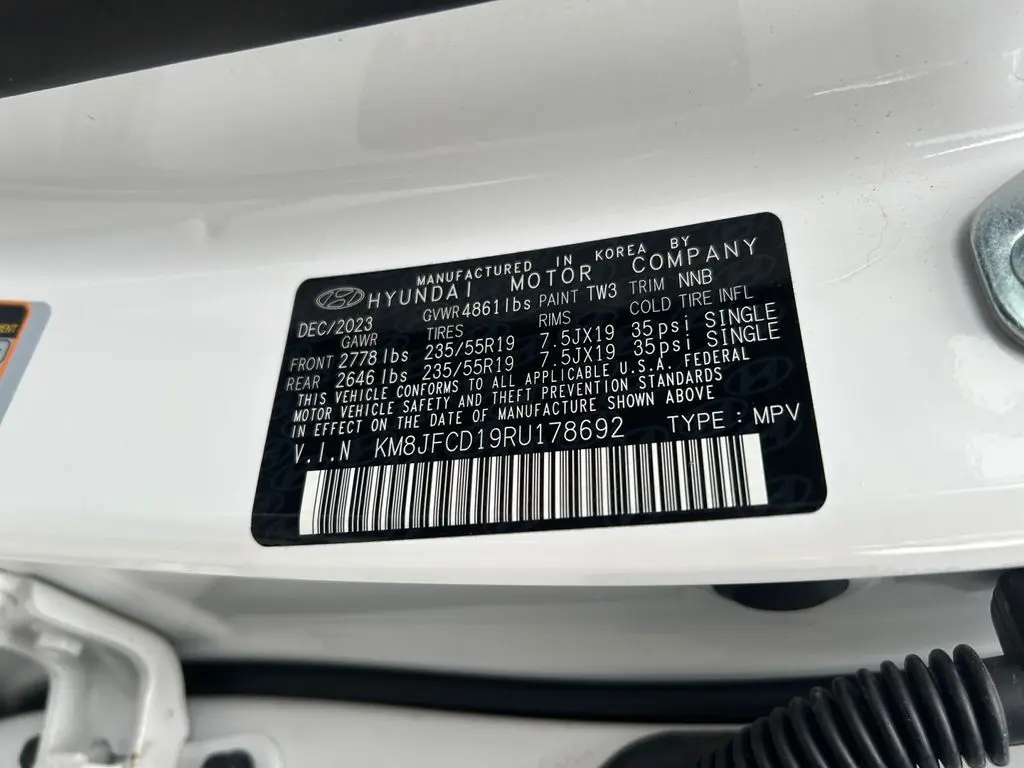 MANUFACTURED IN KOREA BY
HYUNDAI MOTOR COMPANY
DEC/2023 GVWR 4861 lbs PAINT TW3 TRIM NNB
GAWR TIRES RIMS COLD TIRE INFL
FRONT 2778 lbs 235/55R19 7.5JX19 35psi SINGLE
REAR 2646 lbs 235/55R19 7.5JX19 35psi SINGLE
THIS VEHICLE CONFORMS TO ALL APPLICABLE U.S.A. FEDERAL
MOTOR VEHICLE SAFETY AND THEFT PREVENTION STANDARDS
IN EFFECT ON THE DATE OF MANUFACTURE SHOWN ABOVE
V.I.N KM8JFCD19RU178692 TYPE : MPV